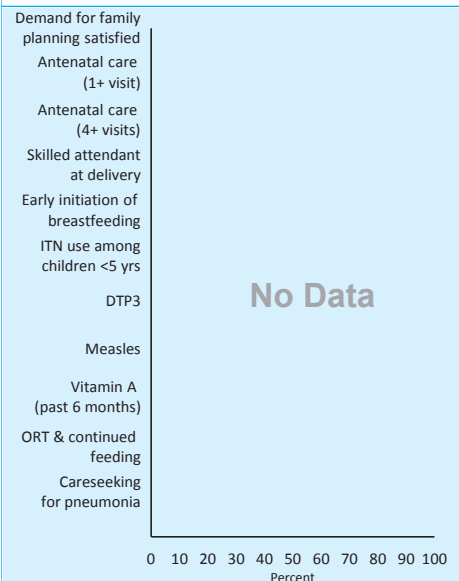 Demand for family
planning satisfied
Antenatal care
(1+ visit)
Antenatal care
(4+ visits)
Skilled attendant
at delivery
Early initiation of
breastfeeding
ITN use among
children <5 yrs
DTP3
No Data
Measles
Vitamin A
(past 6 months)
ORT & continued
feeding
Careseeking
for pneumonia
0 10 20 30 40 50 60 70 80 90 100
Percent